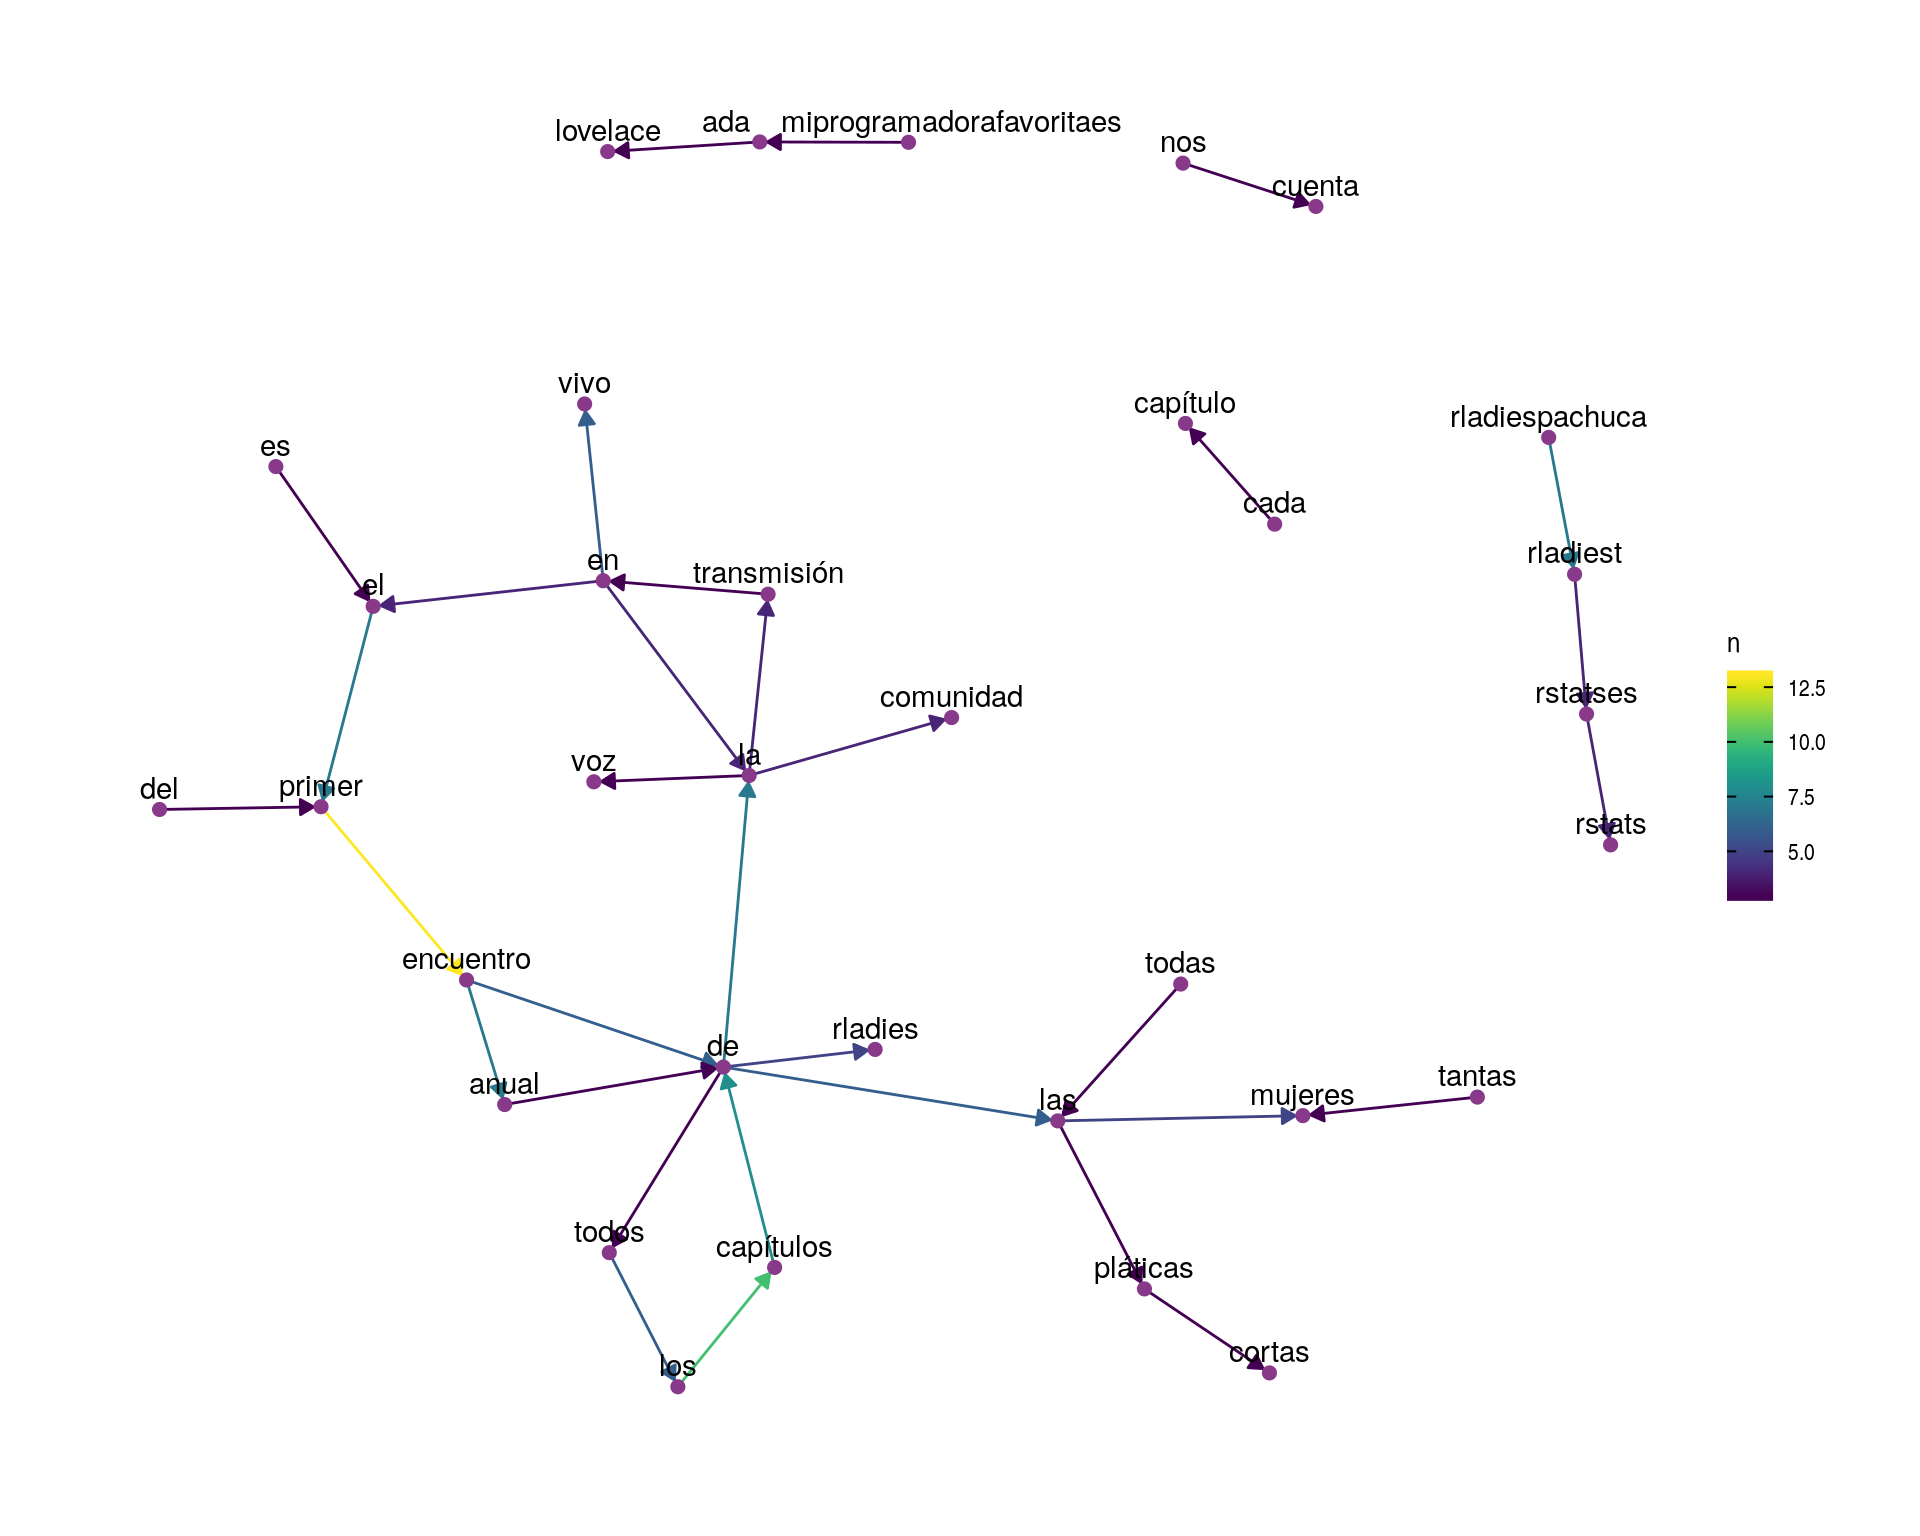 lovelace
ada
miprogramadorafavoritaes
nos
cuenta
vivo
capítulo
rladiespachuca
es
cada
en
transmisión
rladiest
el
n
comunidad
rstatses
12.5
10.0
voz
la
del
primer
7.5
rstats
5.0
encuentro
todas
rladies
de
anual
las
mujeres
tantas
todos
capítulos
pláticas
los
cortas